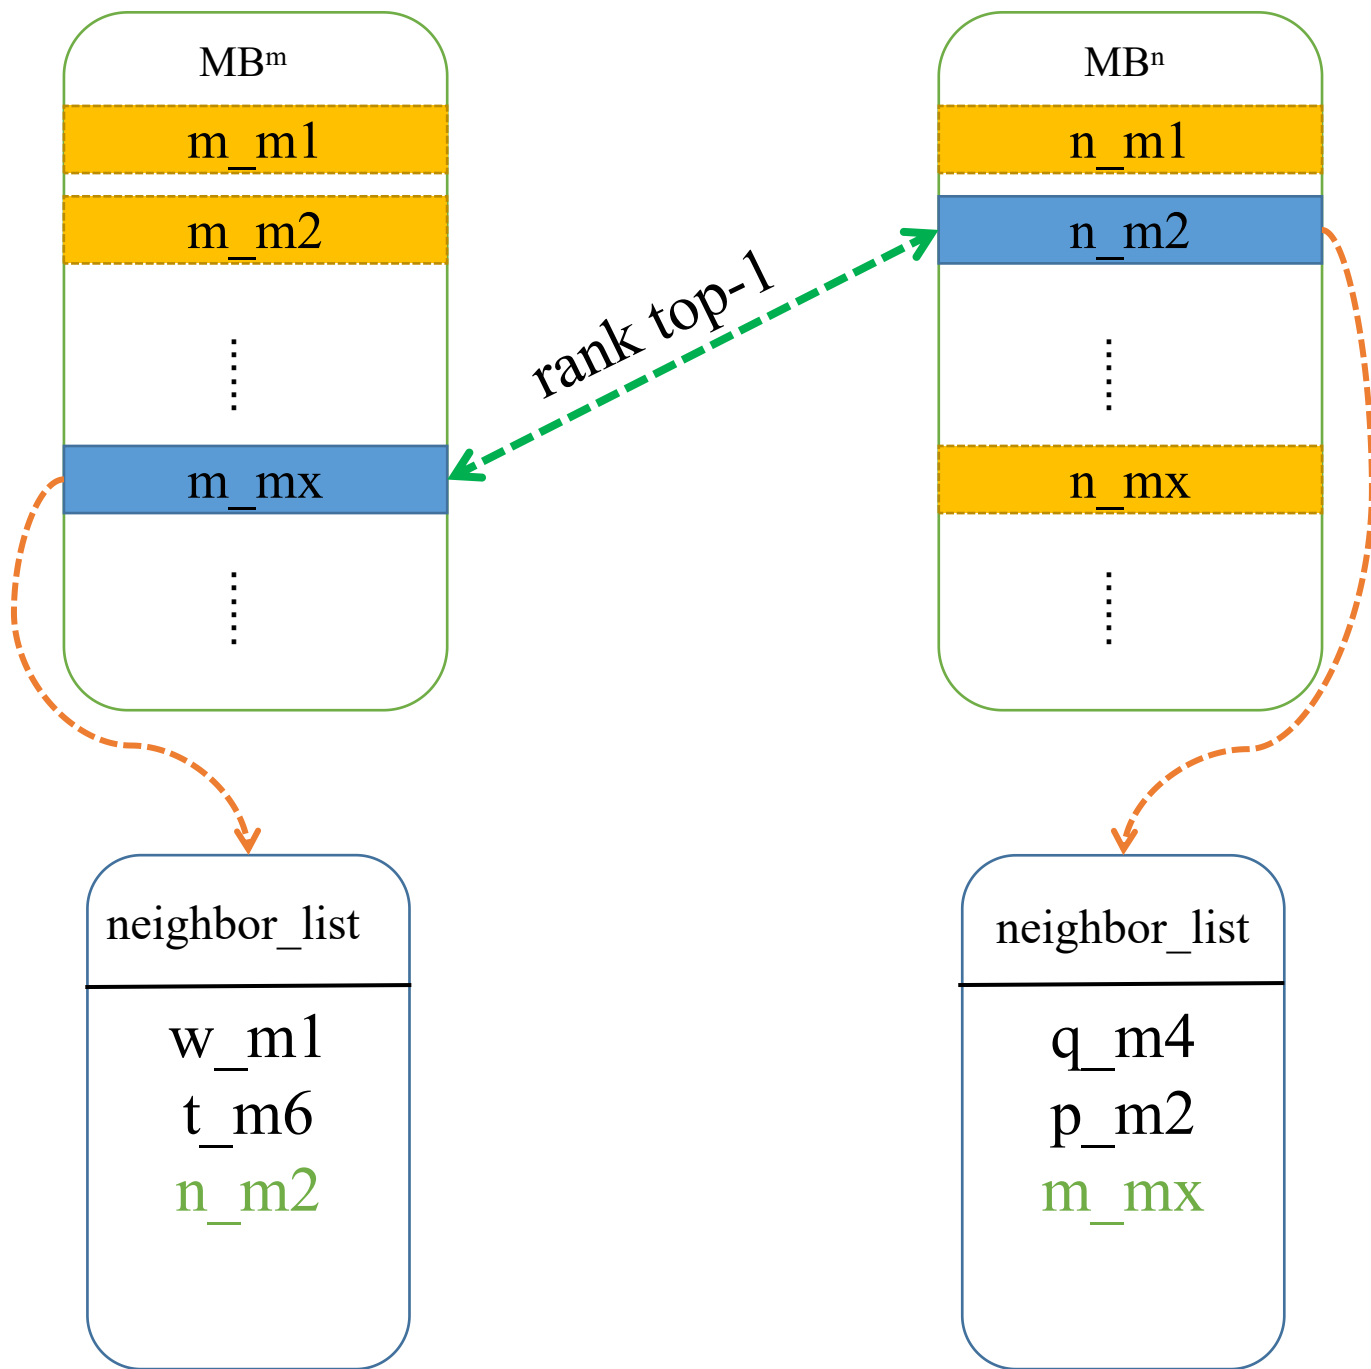 MBᵐ
m_m1
m_m2
m_mx
rank top-1
MBⁿ
n_m1
n_m2
n_mx
neighbor_list
w_m1
t_m6
n_m2
neighbor_list
q_m4
p_m2
m_mx